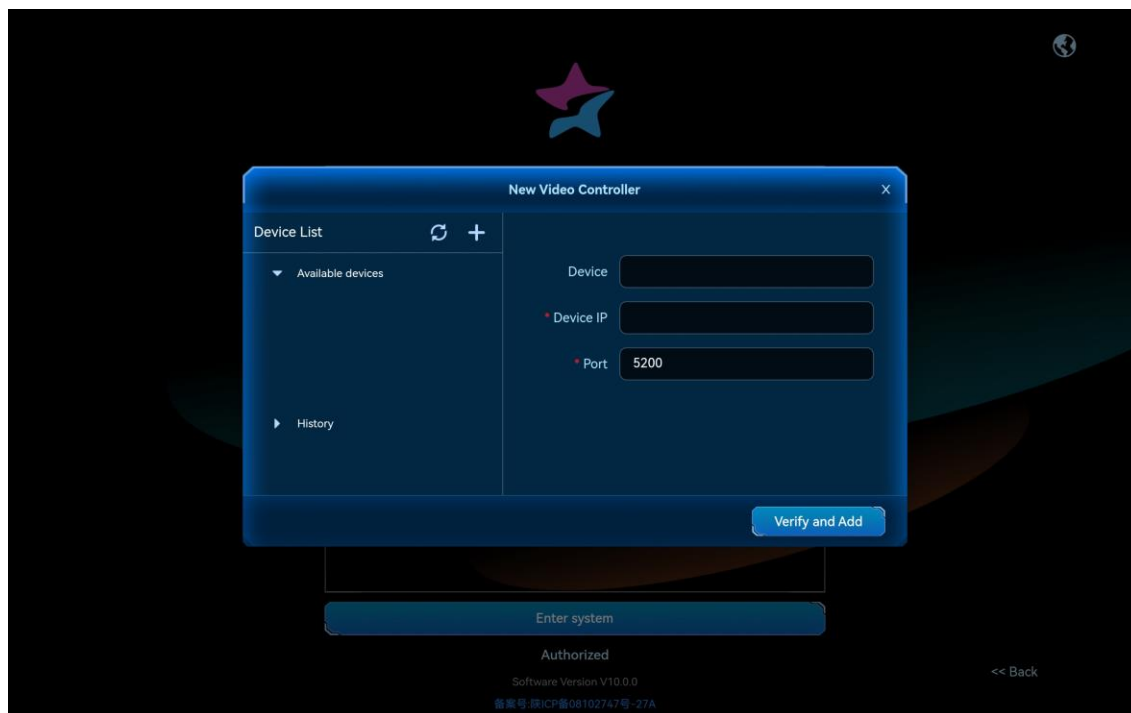 New Video Controller X
Device List
Available devices
History
Device
* Device IP
* Port 5200
Verify and Add
Enter system
Authorized
Software Version V10.0.0
<< Back
备案号:陕ICP备08102747号-27A